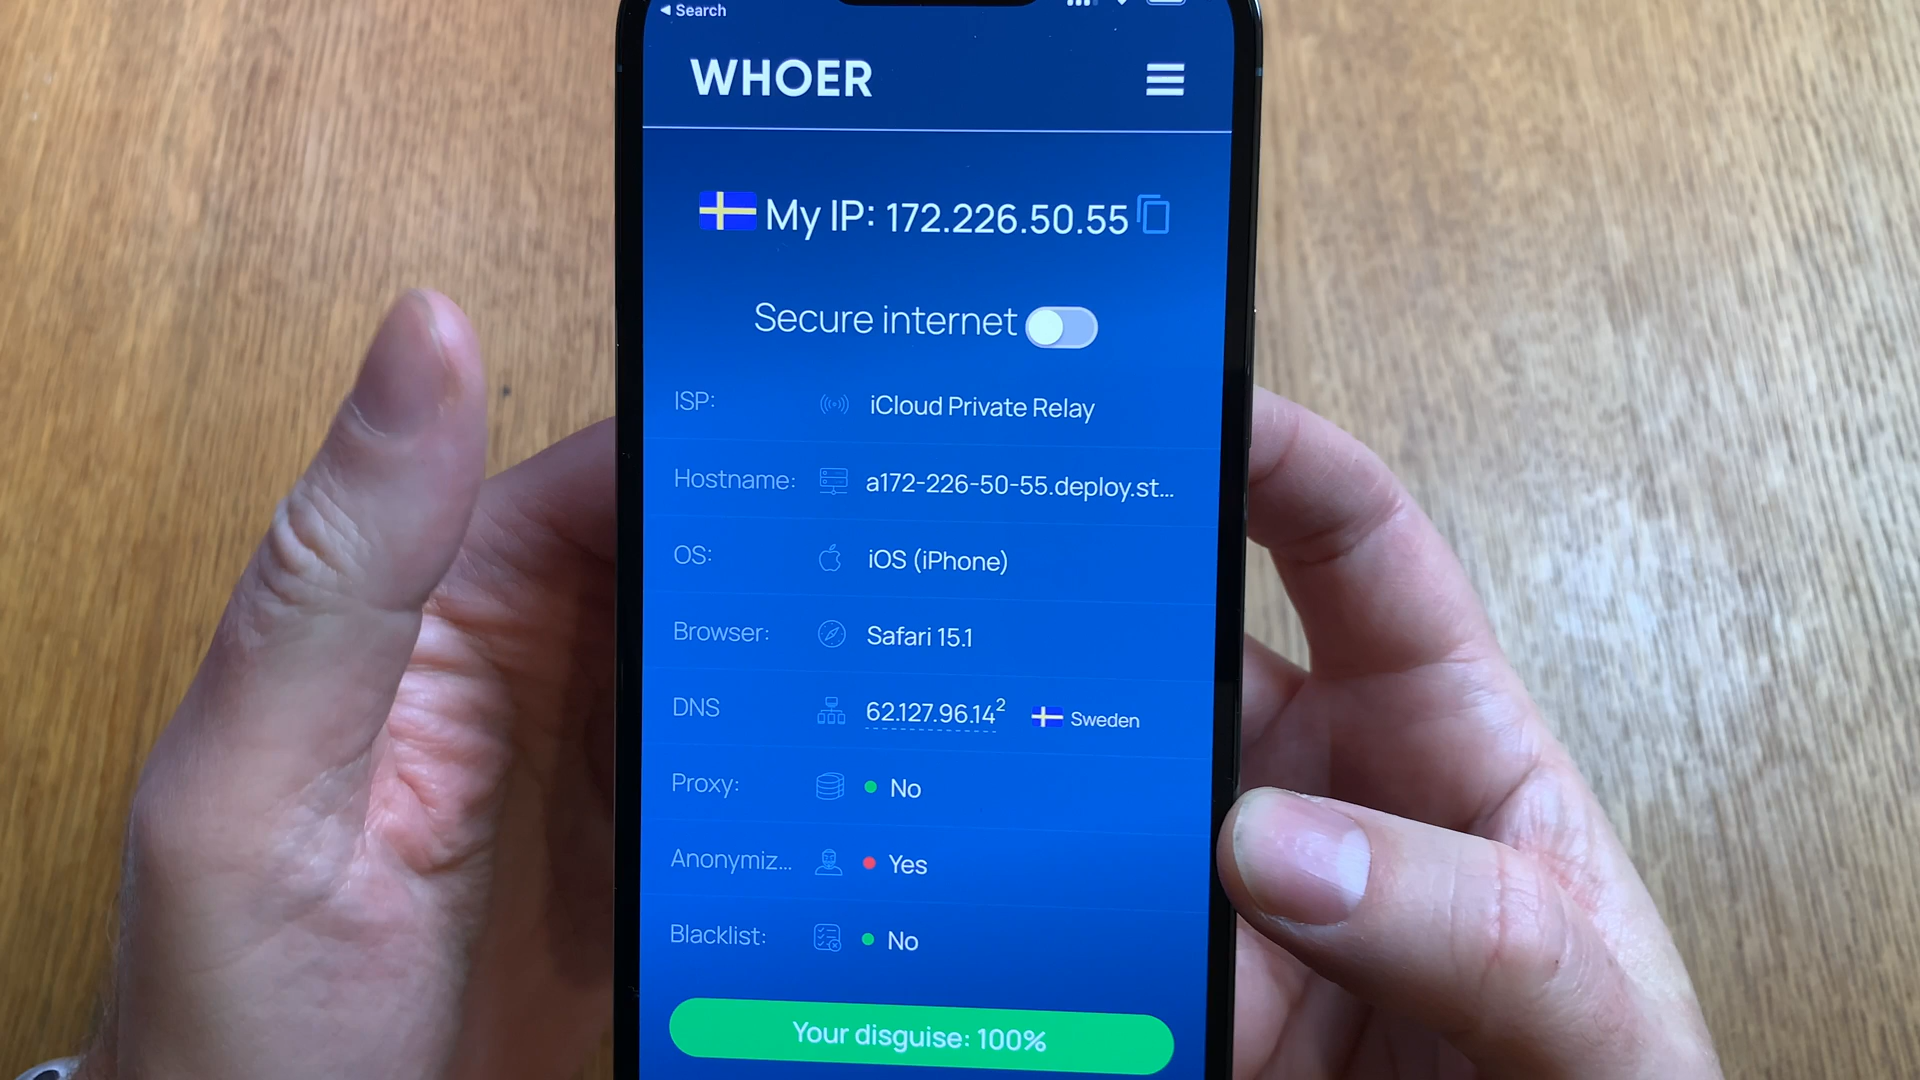 ◀ Search
WHOER
My IP: 172.226.50.55
Secure internet
ISP: iCloud Private Relay
Hostname: a172-226-50-55.deploy.st...
OS: iOS (iPhone)
Browser: Safari 15.1
DNS 62.127.96.14² Sweden
Proxy: No
Anonymiz... Yes
Blacklist: No
Your disguise: 100%